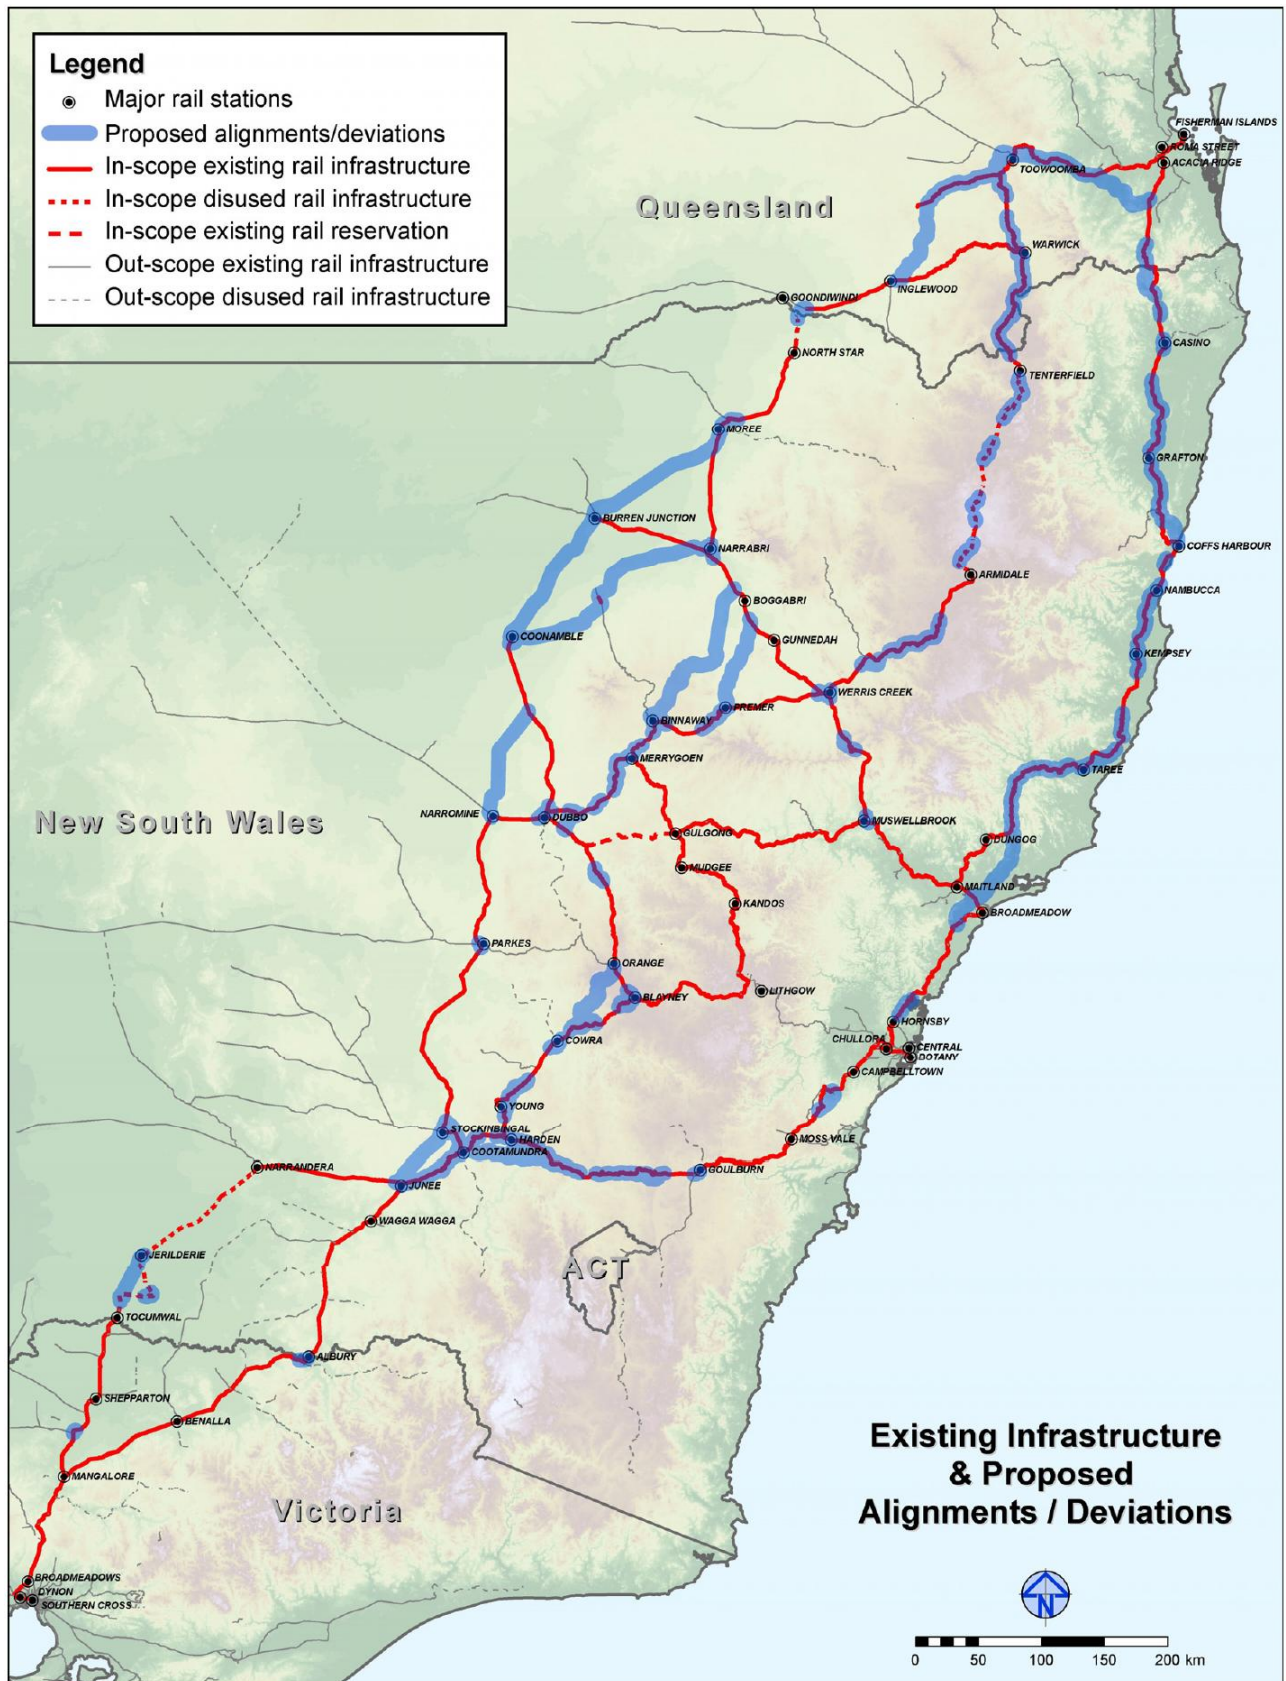 Legend
Major rail stations
Proposed alignments/deviations
In-scope existing rail infrastructure
In-scope disused rail infrastructure
In-scope existing rail reservation
Out-scope existing rail infrastructure
Out-scope disused rail infrastructure
FISHERMAN ISLANDS
ROMA STREET
ACACIA RIDGE
TOOWOOMBA
Queensland
WARWICK
INGLEWOOD
GOONDIWINDI
NORTH STAR
CASINO
TENTERFIELD
MOREE
GRAFTON
BURREN JUNCTION
NARRABRI
COFFS HARBOUR
ARMIDALE
NAMBUCCA
BOGGABRI
COONAMBLE
GUNNEDAH
KEMPSEY
WERRIS CREEK
PREMER
BINNAWAY
MERRYGOEN
TAREE
New South Wales
NARROMINE
DUBBO
MUSWELLBROOK
GULGONG
DUNGOG
MUDGEE
MAITLAND
KANDOS
BROADMEADOW
PARKES
ORANGE
LITHGOW
BLAYNEY
HORNSBY
CHULLORA
COWRA
CENTRAL
BOTANY
CAMPBELLTOWN
YOUNG
STOCKINBINGAL
HARDEN
MOSS VALE
COOTAMUNDRA
NARRANDERA
GOULBURN
JUNEE
WAGGA WAGGA
JERILDERIE
ACT
TOCUMWAL
ALBURY
SHEPPARTON
BENALLA
MANGALORE
Existing Infrastructure
& Proposed
Alignments / Deviations
Victoria
BROADMEADOWS
DYNON
SOUTHERN CROSS
N
0 50 100 150 200 km